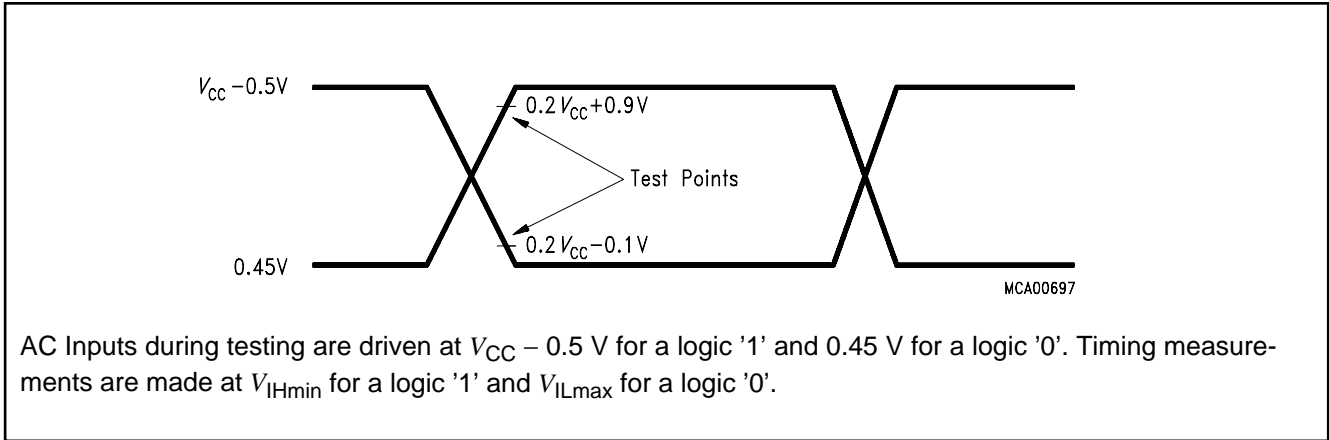 V_CC −0.5V
0.2 V_CC+0.9V
Test Points
0.2 V_CC−0.1V
0.45V
MCA00697
AC Inputs during testing are driven at V_CC − 0.5 V for a logic ’1’ and 0.45 V for a logic ’0’. Timing measure-
ments are made at V_IHmin for a logic ’1’ and V_ILmax for a logic ’0’.